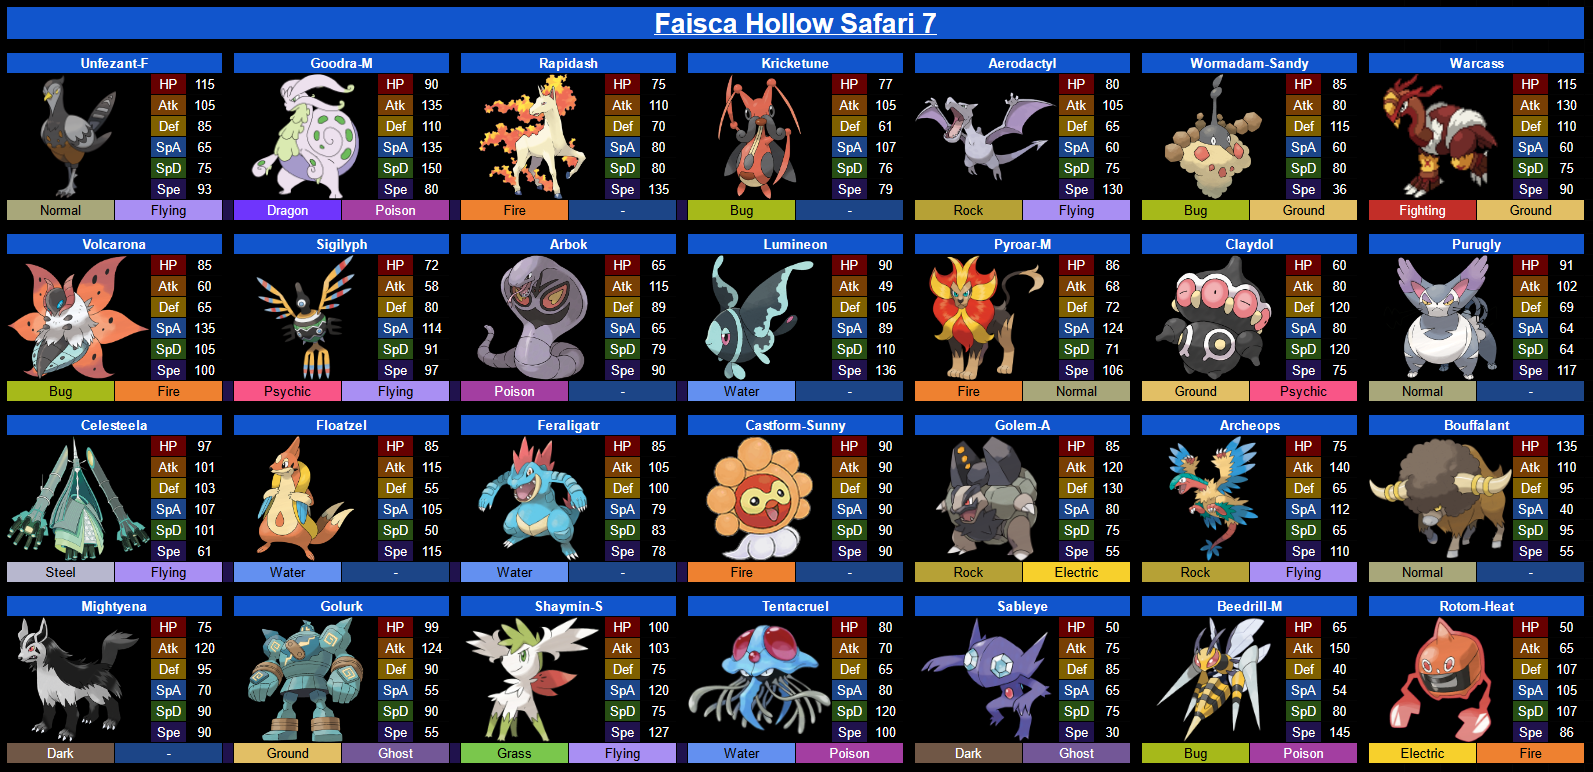 Faisca Hollow Safari 7
Unfezant-F Goodra-M Rapidash Kricketune Aerodactyl Wormadam-Sandy Warcass
HP 115 HP 90 HP 75 HP 77 HP 80 HP 85 HP 115
Atk 105 Atk 135 Atk 110 Atk 105 Atk 105 Atk 80 Atk 130
Def 85 Def 110 Def 70 Def 61 Def 65 Def 115 Def 110
SpA 65 SpA 135 SpA 80 SpA 107 SpA 60 SpA 80 SpA 60
SpD 75 SpD 150 SpD 80 SpD 76 SpD 75 SpD 80 SpD 75
Spe 93 Spe 80 Spe 135 Spe 79 Spe 130 Spe 36 Spe 90
Normal Flying Dragon Poison Fire - Bug - Rock Flying Bug Ground Fighting Ground
Volcarona Sigilyph Arbok Lumineon Pyroar-M Claydol Purugly
HP 85 HP 72 HP 65 HP 90 HP 86 HP 60 HP 91
Atk 60 Atk 58 Atk 115 Atk 49 Atk 68 Atk 80 Atk 102
Def 65 Def 80 Def 89 Def 105 Def 72 Def 120 Def 69
SpA 135 SpA 114 SpA 65 SpA 89 SpA 124 SpA 80 SpA 64
SpD 105 SpD 91 SpD 79 SpD 110 SpD 71 SpD 120 SpD 64
Spe 100 Spe 97 Spe 90 Spe 136 Spe 106 Spe 75 Spe 117
Bug Fire Psychic Flying Poison - Water - Fire Normal Ground Psychic Normal -
Celesteela Floatzel Feraligatr Castform-Sunny Golem-A Archeops Bouffalant
HP 97 HP 85 HP 85 HP 90 HP 85 HP 75 HP 135
Atk 101 Atk 115 Atk 105 Atk 90 Atk 120 Atk 140 Atk 110
Def 103 Def 55 Def 100 Def 90 Def 130 Def 65 Def 95
SpA 107 SpA 105 SpA 79 SpA 90 SpA 80 SpA 112 SpA 40
SpD 101 SpD 50 SpD 83 SpD 90 SpD 75 SpD 65 SpD 95
Spe 61 Spe 115 Spe 78 Spe 90 Spe 55 Spe 110 Spe 55
Steel Flying Water - Water - Fire - Rock Electric Rock Flying Normal -
Mightyena Golurk Shaymin-S Tentacruel Sableye Beedrill-M Rotom-Heat
HP 75 HP 99 HP 100 HP 80 HP 50 HP 65 HP 50
Atk 120 Atk 124 Atk 103 Atk 70 Atk 75 Atk 150 Atk 65
Def 95 Def 90 Def 75 Def 65 Def 85 Def 40 Def 107
SpA 70 SpA 55 SpA 120 SpA 80 SpA 65 SpA 54 SpA 105
SpD 90 SpD 90 SpD 75 SpD 120 SpD 75 SpD 80 SpD 107
Spe 90 Spe 55 Spe 127 Spe 100 Spe 30 Spe 145 Spe 86
Dark - Ground Ghost Grass Flying Water Poison Dark Ghost Bug Poison Electric Fire